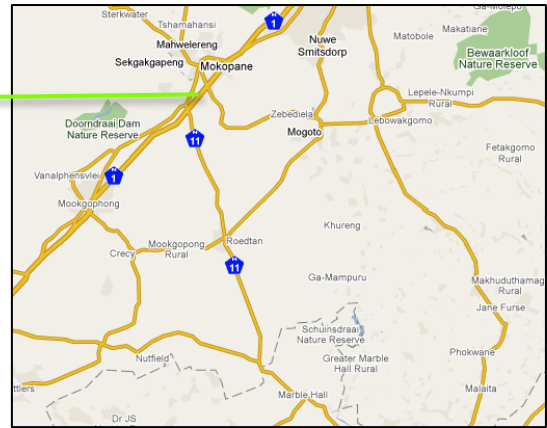 Sterkwater
Tshamahansi
N
1
Mahwelereng
Nuwe
Smitsdorp
Matobole
Makatiane
Bewaarkloof
Nature Reserve
Sekgakgapeng
Mokopane
Lepele-Nkumpi
Rural
Doorndraai Dam
Nature Reserve
Zebediela
Lebowakgomo
Mogoto
N
11
Fetakgomo
Rural
Vanalphensvlei
N
1
Mookgophong
Khureng
Mookgopong
Rural
Roedtan
Crecy
N
11
Ga-Mampuru
Makhuduthamag
Rural
Jane Furse
Schuinsdraai
Nature Reserve
Nutfield
Greater Marble
Hall Rural
Phokwane
tlers
Marble Hall
Malaita
Dr JS